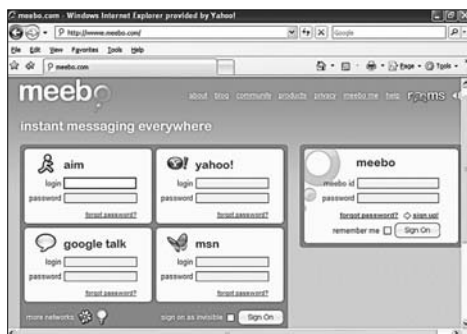 meebo.com - Windows Internet Explorer provided by Yahoo!
http://www.meebo.com/
Google
File Edit View Favorites Tools Help
meebo.com
Page Tools
meebo
about blog community products privacy meebo me help rooms
instant messaging everywhere
aim
login
password
forgot password?
yahoo!
login
password
forgot password?
meebo
meebo id
password
forgot password? sign up!
remember me Sign On
google talk
login
password
forgot password?
msn
login
password
forgot password?
more networks: sign on as invisible Sign On